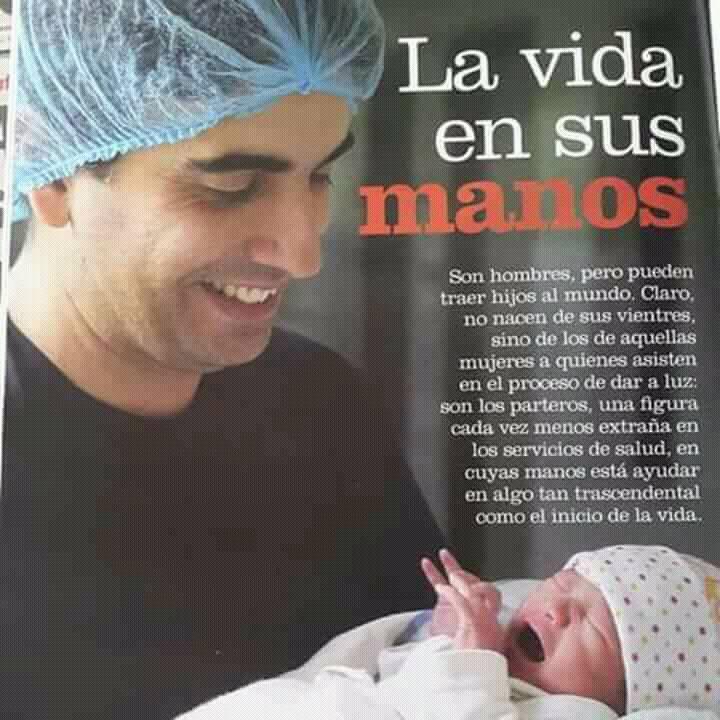 La vida
en sus
manos
Son hombres, pero pueden
traer hijos al mundo. Claro,
no nacen de sus vientres,
sino de los de aquellas
mujeres a quienes asisten
en el proceso de dar a luz:
son los parteros, una figura
cada vez menos extraña en
los servicios de salud, en
cuyas manos está ayudar
en algo tan trascendental
como el inicio de la vida.